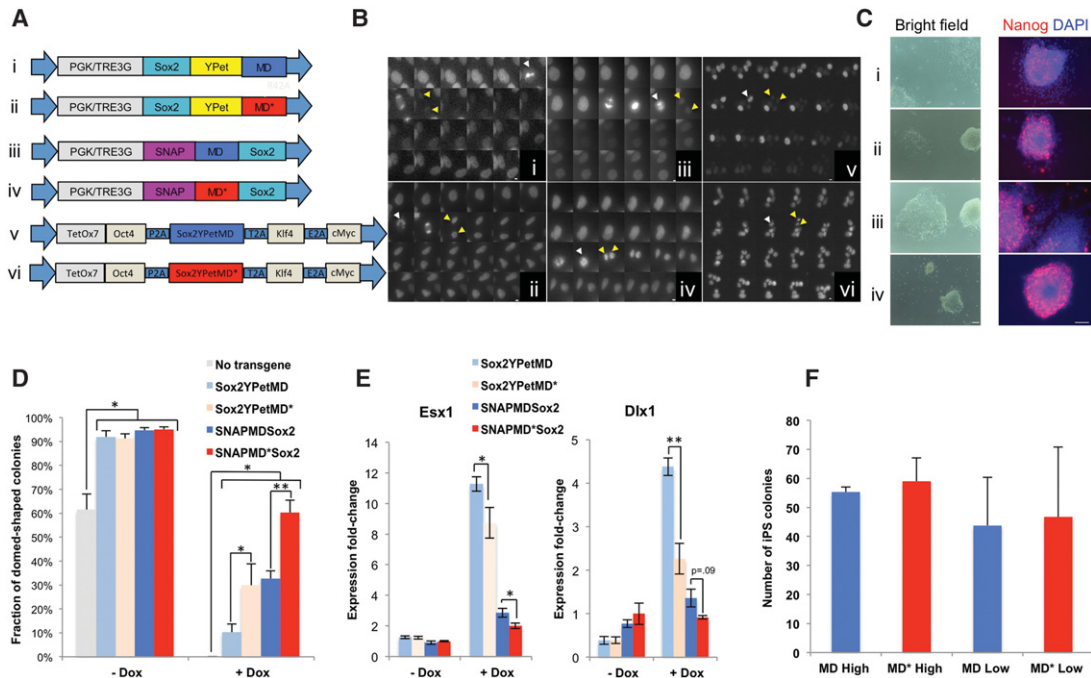 A
i PGK/TRE3G Sox2 YPet MD
ii PGK/TRE3G Sox2 YPet MD*
iii PGK/TRE3G SNAP MD Sox2
iv PGK/TRE3G SNAP MD* Sox2
v TetOx7 Oct4 P2A Sox2YPetMD T2A Klf4 E2A cMyc
vi TetOx7 Oct4 P2A Sox2YPetMD* T2A Klf4 E2A cMyc
B
i
iii
v
ii
iv
vi
C
Bright field
Nanog DAPI
i
ii
iii
iv
D
No transgene
Sox2YPetMD
Sox2YPetMD*
SNAPMDSox2
SNAPMD*Sox2
Fraction of domed-shaped colonies
100%
90%
80%
70%
60%
50%
40%
30%
20%
10%
0%
*
*
*
**
- Dox
+ Dox
E
Sox2YPetMD
Sox2YPetMD*
SNAPMDSox2
SNAPMD*Sox2
Esx1
Expression fold-change
14
12
10
8
6
4
2
0
*
*
- Dox
+ Dox
Dlx1
Expression fold-change
5
4
3
2
1
0
**
p=.09
- Dox
+ Dox
F
Number of iPS colonies
80
70
60
50
40
30
20
10
0
MD High
MD* High
MD Low
MD* Low